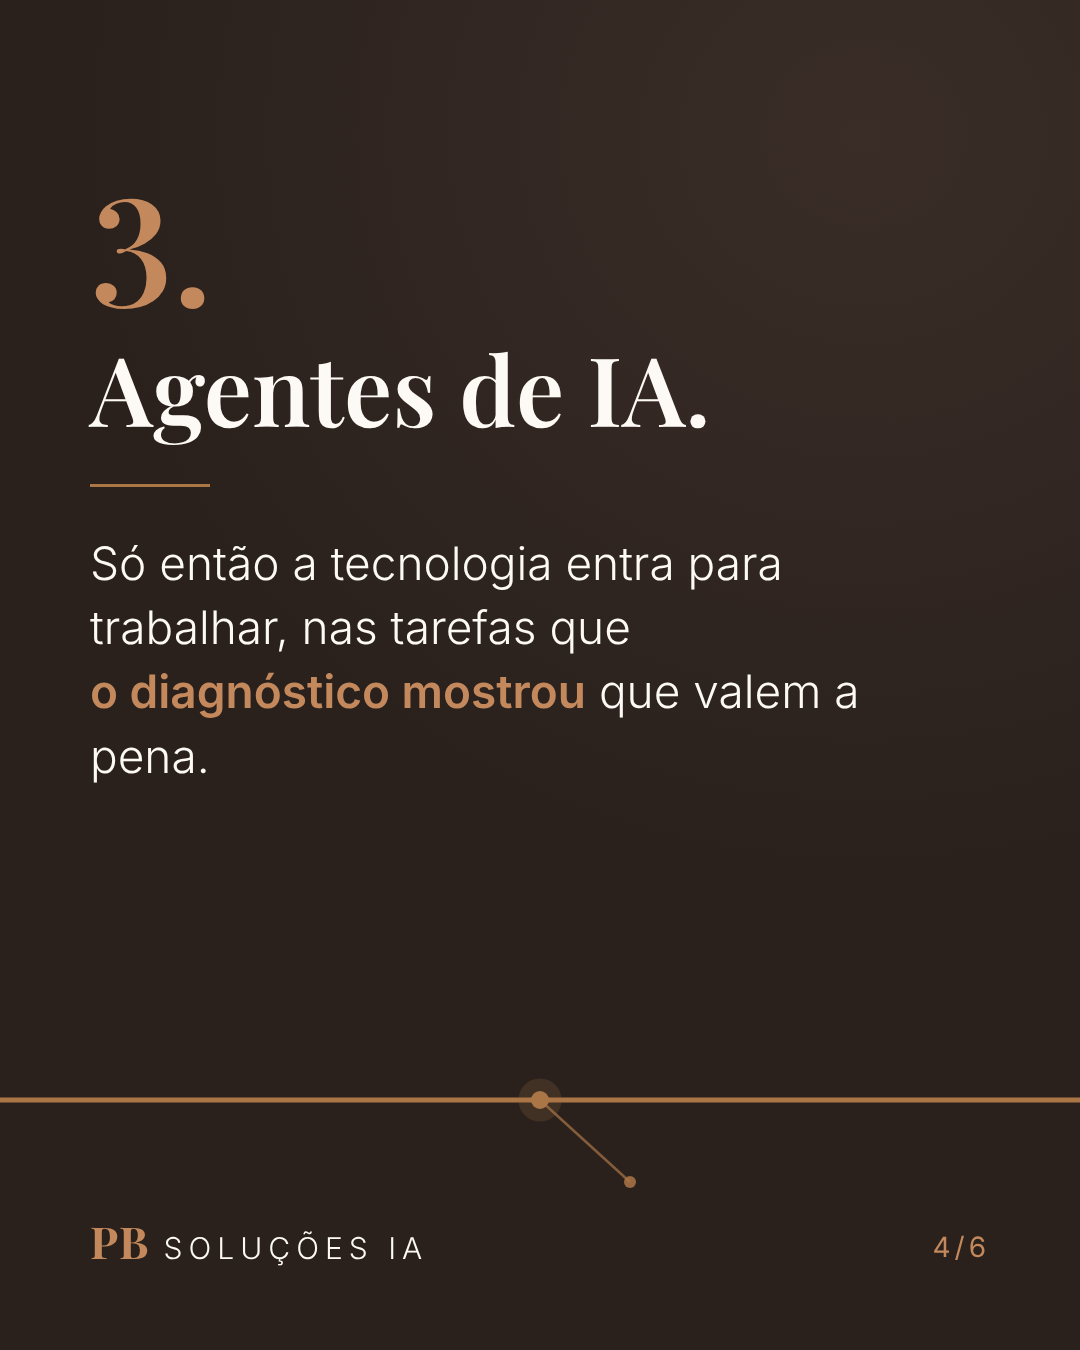 3.
Agentes de IA.
Só então a tecnologia entra para
trabalhar, nas tarefas que
o diagnóstico mostrou que valem a
pena.
PB SOLUÇÕES IA
4/6